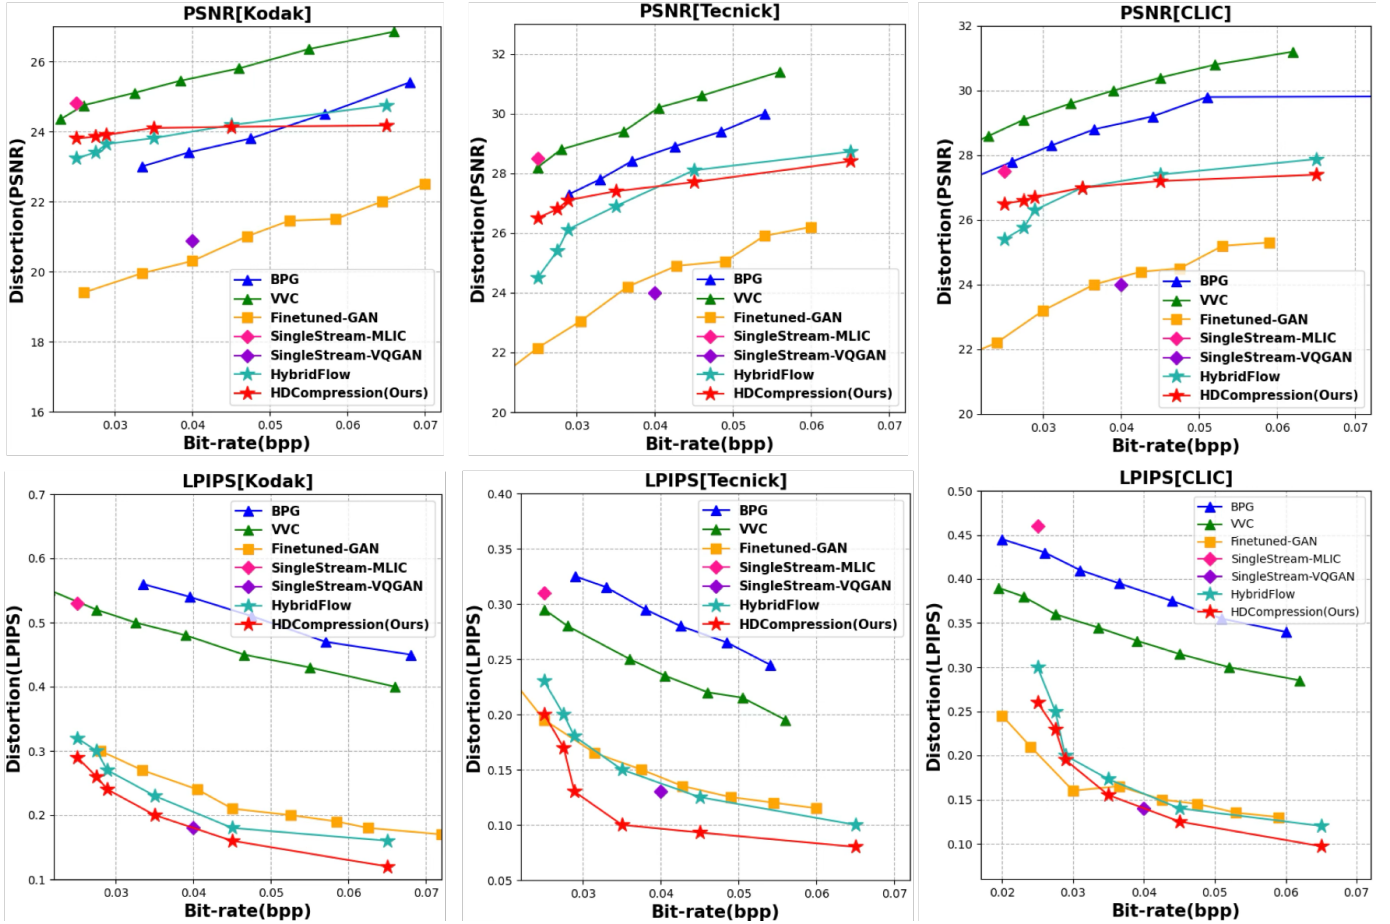 PSNR[Kodak]
Distortion(PSNR)
26
24
22
20
18
16
0.03
0.04
0.05
0.06
0.07
Bit-rate(bpp)
BPG
VVC
Finetuned-GAN
SingleStream-MLIC
SingleStream-VQGAN
HybridFlow
HDCompression(Ours)
PSNR[Tecnick]
Distortion(PSNR)
32
30
28
26
24
22
20
0.03
0.04
0.05
0.06
0.07
Bit-rate(bpp)
BPG
VVC
Finetuned-GAN
SingleStream-MLIC
SingleStream-VQGAN
HybridFlow
HDCompression(Ours)
PSNR[CLIC]
Distortion(PSNR)
32
30
28
26
24
22
20
0.03
0.04
0.05
0.06
0.07
Bit-rate(bpp)
BPG
VVC
Finetuned-GAN
SingleStream-MLIC
SingleStream-VQGAN
HybridFlow
HDCompression(Ours)
LPIPS[Kodak]
Distortion(LPIPS)
0.7
0.6
0.5
0.4
0.3
0.2
0.1
0.03
0.04
0.05
0.06
0.07
Bit-rate(bpp)
BPG
VVC
Finetuned-GAN
SingleStream-MLIC
SingleStream-VQGAN
HybridFlow
HDCompression(Ours)
LPIPS[Tecnick]
Distortion(LPIPS)
0.40
0.35
0.30
0.25
0.20
0.15
0.10
0.05
0.03
0.04
0.05
0.06
0.07
Bit-rate(bpp)
BPG
VVC
Finetuned-GAN
SingleStream-MLIC
SingleStream-VQGAN
HybridFlow
HDCompression(Ours)
LPIPS[CLIC]
Distortion(LPIPS)
0.50
0.45
0.40
0.35
0.30
0.25
0.20
0.15
0.10
0.02
0.03
0.04
0.05
0.06
0.07
Bit-rate(bpp)
BPG
VVC
Finetuned-GAN
SingleStream-MLIC
SingleStream-VQGAN
HybridFlow
HDCompression(Ours)